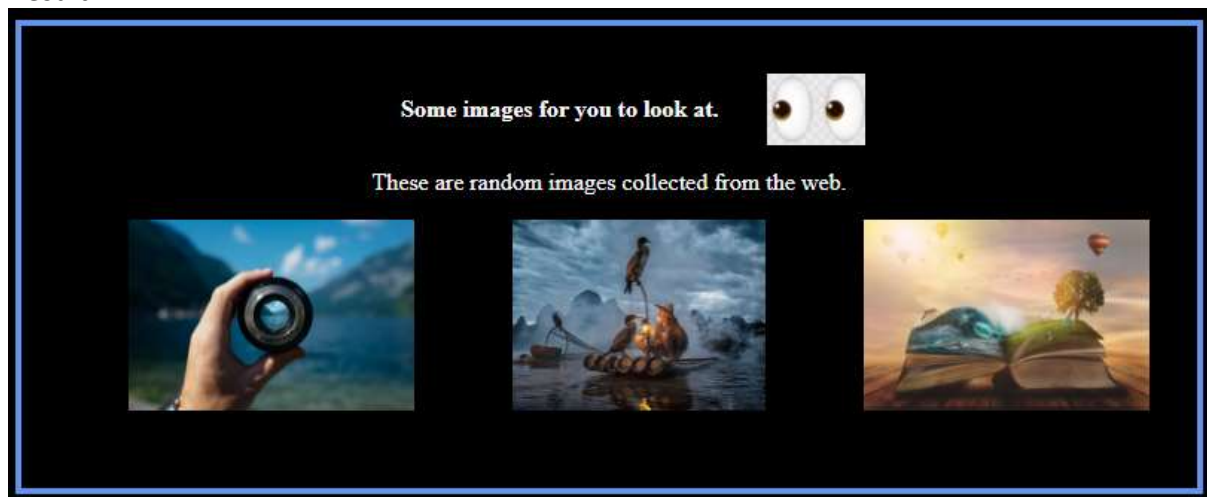 Some images for you to look at.
These are random images collected from the web.